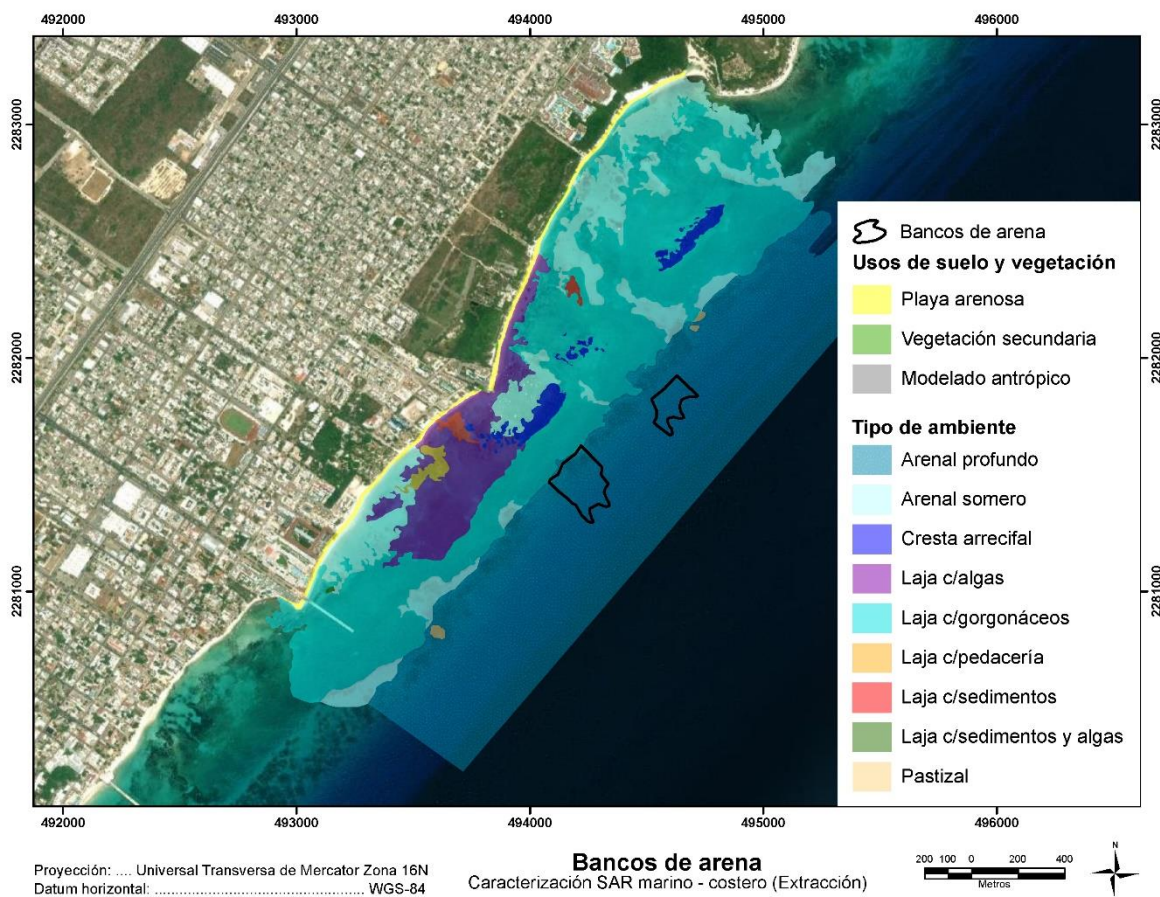 492000 493000 494000 495000 496000
2283000 2283000
2282000 2282000
2281000 2281000
Bancos de arena
Usos de suelo y vegetación
Playa arenosa
Vegetación secundaria
Modelado antrópico
Tipo de ambiente
Arenal profundo
Arenal somero
Cresta arrecifal
Laja c/algas
Laja c/gorgonáceos
Laja c/pedacería
Laja c/sedimentos
Laja c/sedimentos y algas
Pastizal
492000 493000 494000 495000 496000
Proyección: .... Universal Transversa de Mercator Zona 16N
Datum horizontal: ........................................ WGS-84
Bancos de arena
Caracterización SAR marino - costero (Extracción)
200 100 0 200 400
Metros
N